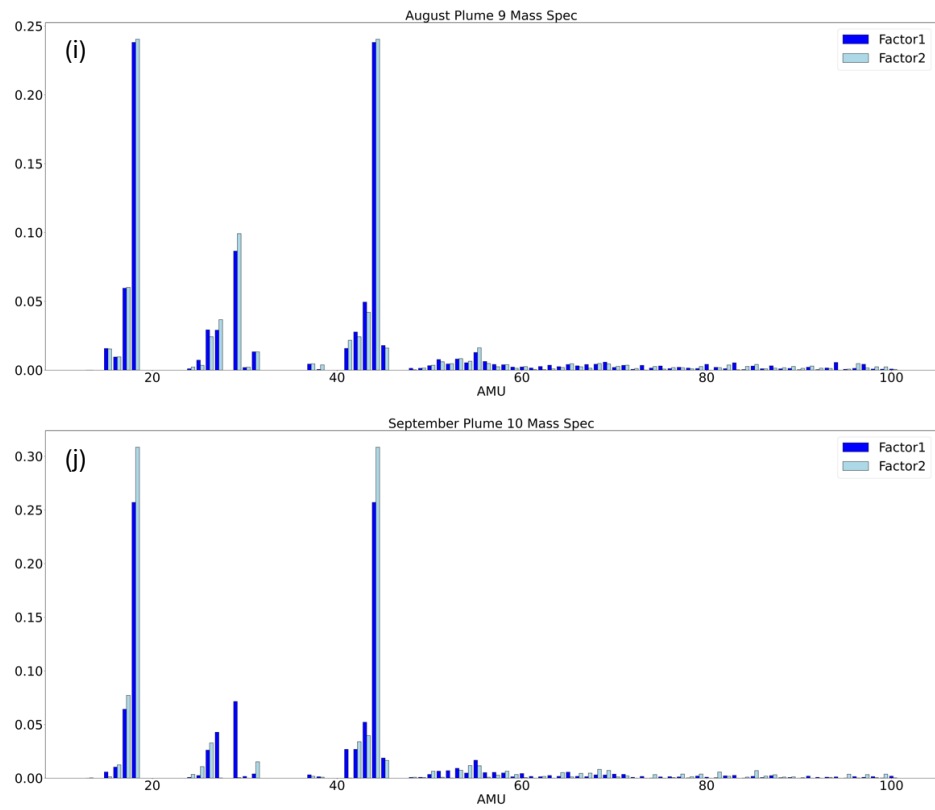 August Plume 9 Mass Spec
(i)
Factor1
Factor2
0.25
0.20
0.15
0.10
0.05
0.00
20
40
60
80
100
AMU
September Plume 10 Mass Spec
(j)
Factor1
Factor2
0.30
0.25
0.20
0.15
0.10
0.05
0.00
20
40
60
80
100
AMU